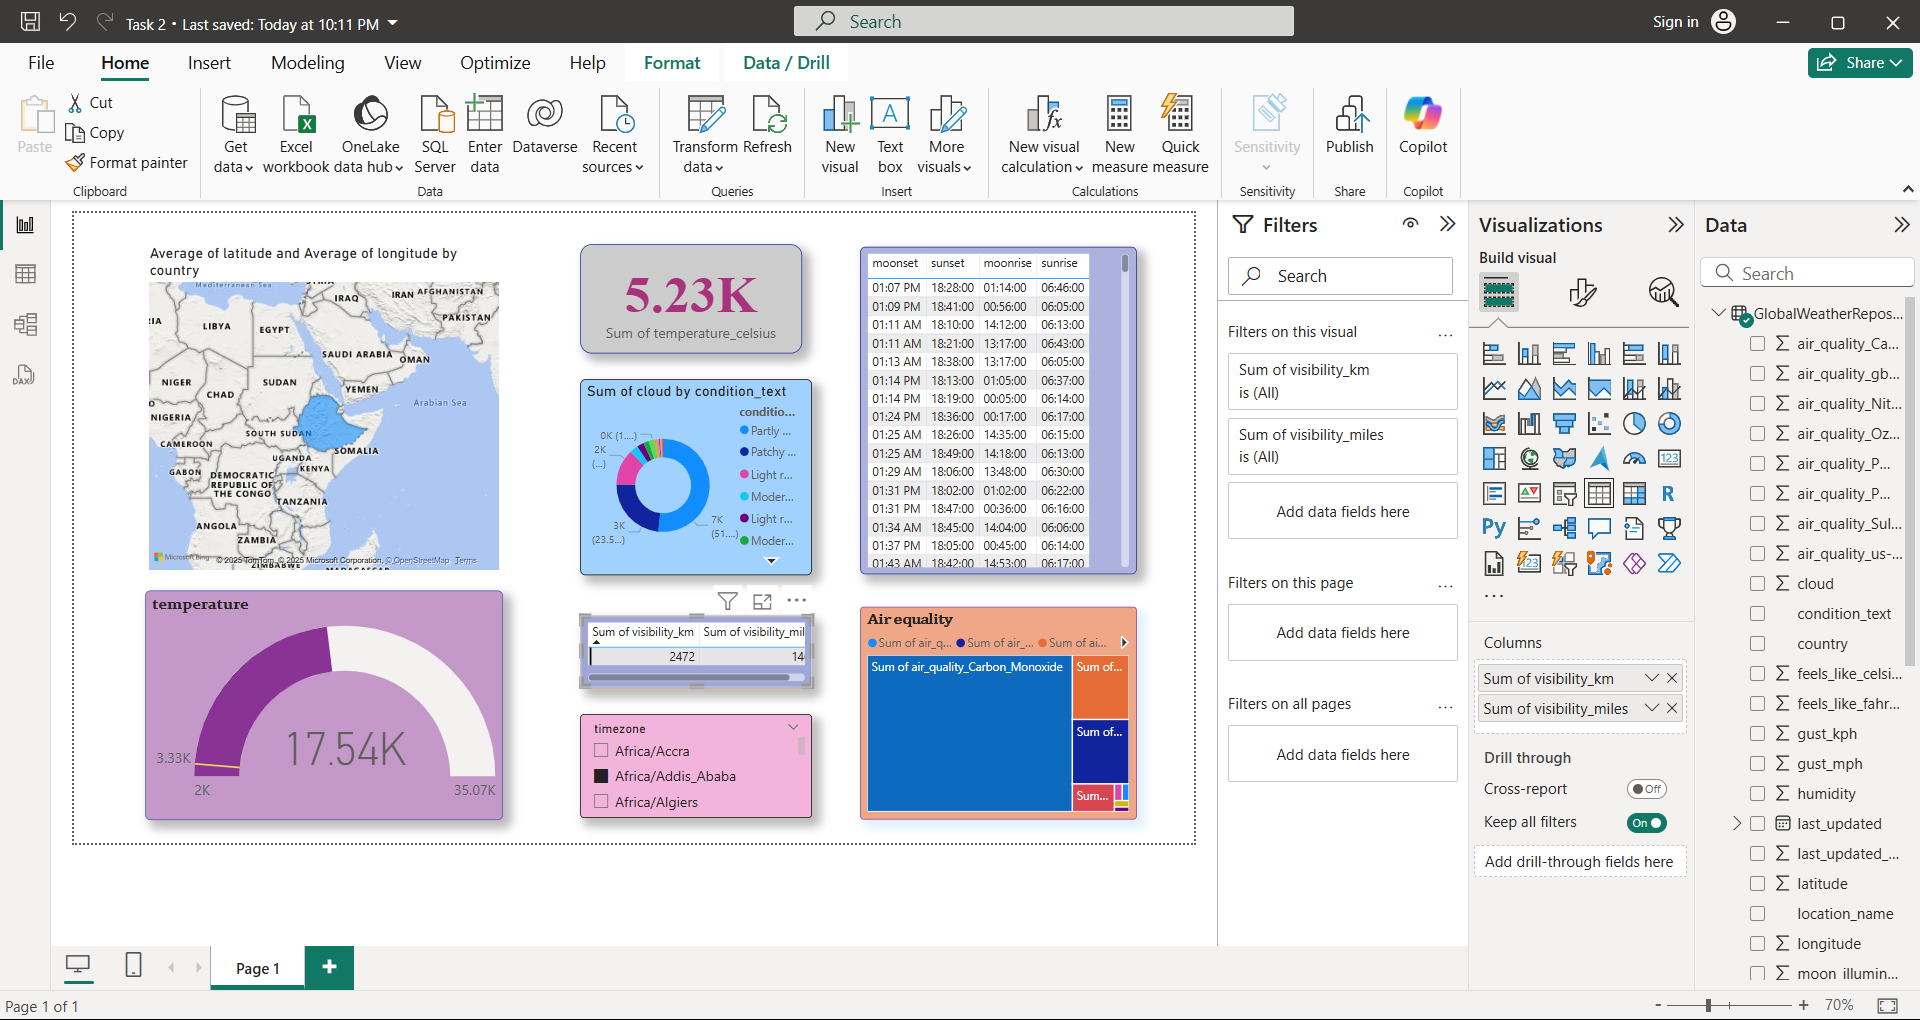 Task 2 • Last saved: Today at 10:11 PM
Search
Sign in
File Home Insert Modeling View Optimize Help Format Data / Drill
Share
Paste
Cut
Copy
Format painter
Clipboard
Get data
Excel workbook
OneLake data hub
SQL Server
Enter data
Dataverse
Recent sources
Data
Transform data
Refresh
Queries
New visual
Text box
More visuals
Insert
New visual calculation
New measure
Quick measure
Calculations
Sensitivity
Sensitivity
Publish
Share
Copilot
Copilot
Average of latitude and Average of longitude by
country
Mediterranean Sea
IRAQ
IRAN
AFGHANISTAN
PAKISTAN
LIBYA
EGYPT
SAUDI ARABIA
OMAN
NIGER
CHAD
SUDAN
YEMEN
Arabian Sea
NIGERIA
SOUTH SUDAN
SOMALIA
CAMEROON
UGANDA
KENYA
GABON
DEMOCRATIC
REPUBLIC OF
THE CONGO
TANZANIA
ANGOLA
ZAMBIA
ZIMBABWE
MADAGASCAR
Microsoft Bing
© 2025 TomTom, © 2025 Microsoft Corporation, © OpenStreetMap Terms
5.23K
Sum of temperature_celsius
Sum of cloud by condition_text
conditio...
Partly ...
Patchy ...
Light r...
Moder...
Light r...
Moder...
0K (1....)
2K
(...)
3K
(23.5...)
7K
(51....)
moonset sunset moonrise sunrise
01:07 PM 18:28:00 01:14:00 06:46:00
01:09 PM 18:41:00 00:56:00 06:05:00
01:11 AM 18:10:00 14:12:00 06:13:00
01:11 AM 18:21:00 13:17:00 06:43:00
01:13 AM 18:38:00 13:17:00 06:05:00
01:14 PM 18:13:00 01:05:00 06:37:00
01:14 PM 18:19:00 00:05:00 06:14:00
01:24 PM 18:36:00 00:17:00 06:17:00
01:25 AM 18:26:00 14:35:00 06:15:00
01:25 AM 18:49:00 14:18:00 06:13:00
01:29 AM 18:06:00 13:48:00 06:30:00
01:31 PM 18:02:00 01:02:00 06:22:00
01:31 PM 18:47:00 00:36:00 06:16:00
01:34 AM 18:45:00 14:04:00 06:06:00
01:37 PM 18:05:00 00:45:00 06:14:00
01:43 AM 18:42:00 14:53:00 06:17:00
temperature
17.54K
3.33K
2K
35.07K
Sum of visibility_km Sum of visibility_mil
2472 14
timezone
Africa/Accra
Africa/Addis_Ababa
Africa/Algiers
Air equality
Sum of air_q... Sum of air_... Sum of ai...
Sum of air_quality_Carbon_Monoxide
Sum of...
Sum of...
Sum...
Filters
Search
Filters on this visual ...
Sum of visibility_km
is (All)
Sum of visibility_miles
is (All)
Add data fields here
Filters on this page ...
Add data fields here
Filters on all pages ...
Add data fields here
Visualizations
Build visual
123
R
Py
123
...
Columns
Sum of visibility_km
Sum of visibility_miles
Drill through
Cross-report Off
Keep all filters On
Add drill-through fields here
Data
Search
GlobalWeatherRepos...
air_quality_Ca...
air_quality_gb...
air_quality_Nit...
air_quality_Oz...
air_quality_P...
air_quality_P...
air_quality_Sul...
air_quality_us-...
cloud
condition_text
country
feels_like_celsi...
feels_like_fahr...
gust_kph
gust_mph
humidity
last_updated
last_updated_...
latitude
location_name
longitude
moon_illumin...
DAX
Page 1
Page 1 of 1
- + 70%